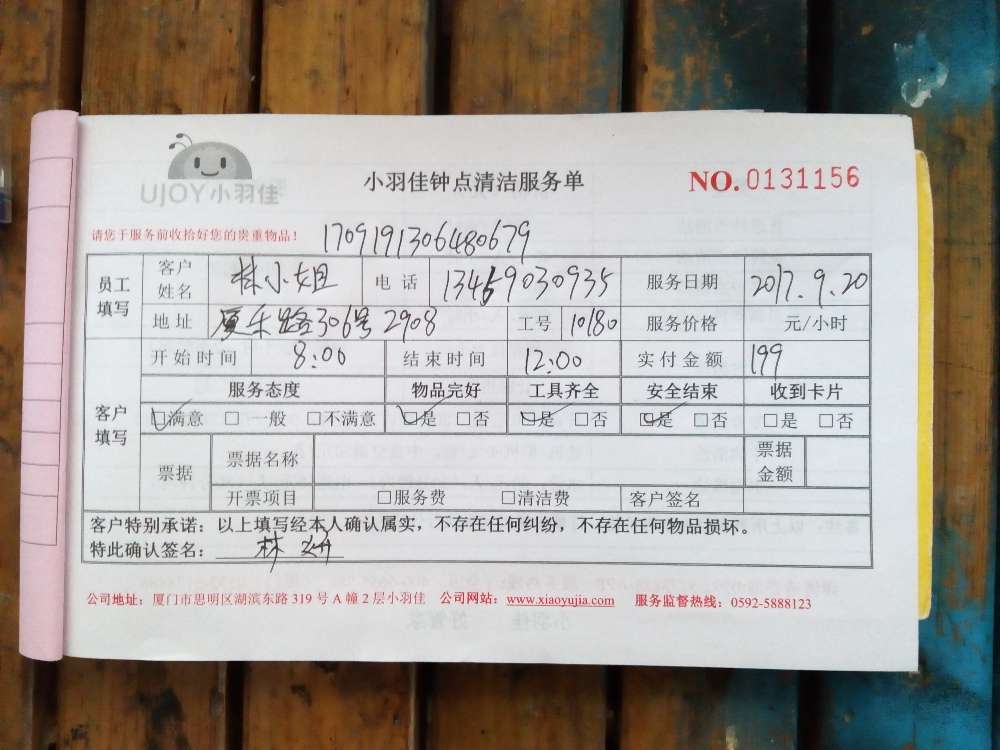 UJOY小羽佳
小羽佳钟点清洁服务单
NO.0131156
请您于服务前收拾好您的贵重物品！ 1709191306480679
员工填写 客户姓名 林小姐 电话 13459030935 服务日期 2017.9.20
地址 厦禾路306号2908 工号 10180 服务价格 元/小时
客户填写 开始时间 8:00 结束时间 12:00 实付金额 199
服务态度 物品完好 工具齐全 安全结束 收到卡片
☑满意 □一般 □不满意 ☑是 □否 ☑是 □否 ☑是 □否 □是 □否
票据 票据名称 票据金额
开票项目 □服务费 □清洁费 客户签名
客户特别承诺：以上填写经本人确认属实，不存在任何纠纷，不存在任何物品损坏。
特此确认签名： 林
公司地址：厦门市思明区湖滨东路 319 号 A 幢 2 层小羽佳 公司网站：www.xiaoyujia.com 服务监督热线：0592-5888123